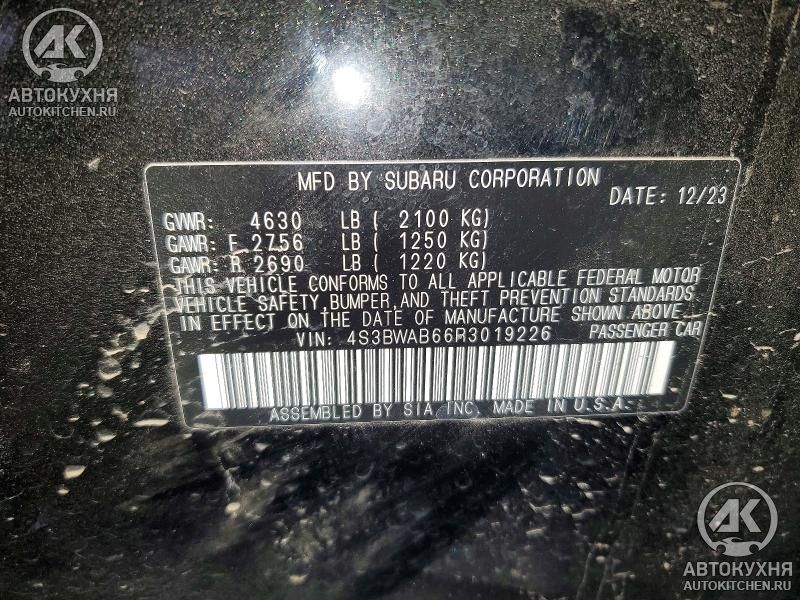 АК
АВТОКУХНЯ
AUTOKITCHEN.RU
MFD BY SUBARU CORPORATION
DATE: 12/23
GVWR: 4630 LB ( 2100 KG)
GAWR: F 2756 LB ( 1250 KG)
GAWR: R 2690 LB ( 1220 KG)
THIS VEHICLE CONFORMS TO ALL APPLICABLE FEDERAL MOTOR
VEHICLE SAFETY, BUMPER, AND THEFT PREVENTION STANDARDS
IN EFFECT ON THE DATE OF MANUFACTURE SHOWN ABOVE.
VIN: 4S3BWAB66R3019226 PASSENGER CAR
ASSEMBLED BY SIA INC. MADE IN U.S.A.
АК
АВТОКУХНЯ
AUTOKITCHEN.RU